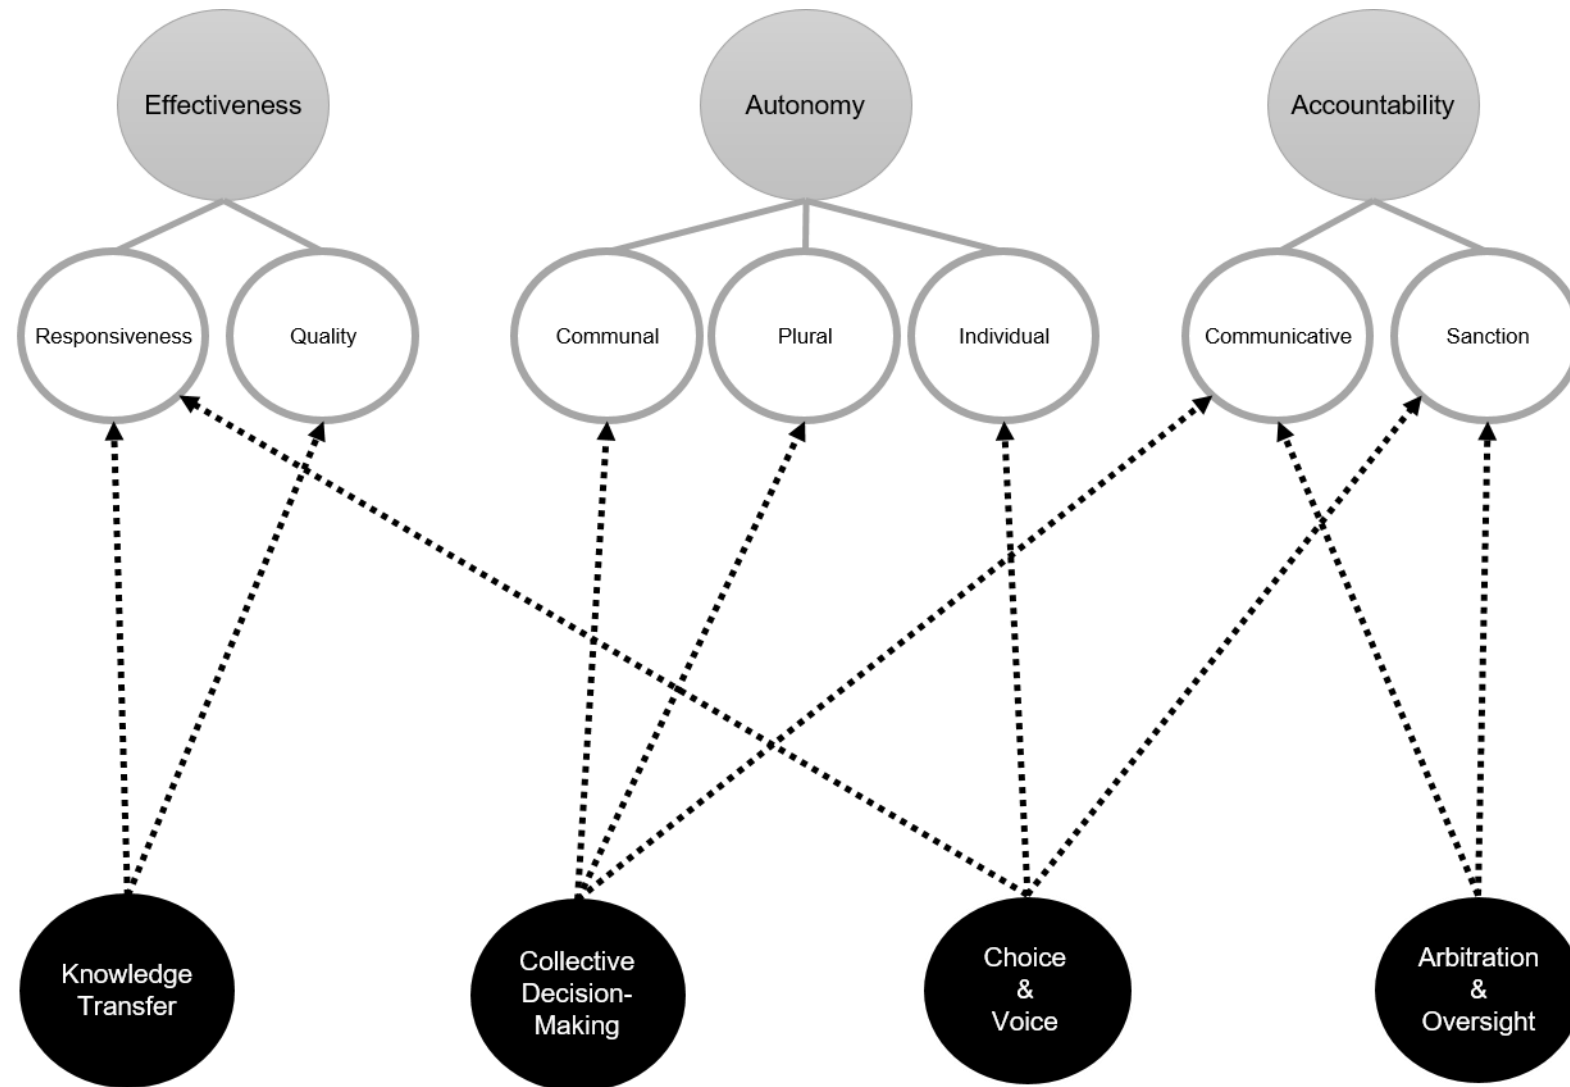 Effectiveness
Autonomy
Accountability
Responsiveness
Quality
Communal
Plural
Individual
Communicative
Sanction
Knowledge
Transfer
Collective
Decision-
Making
Choice
&
Voice
Arbitration
&
Oversight